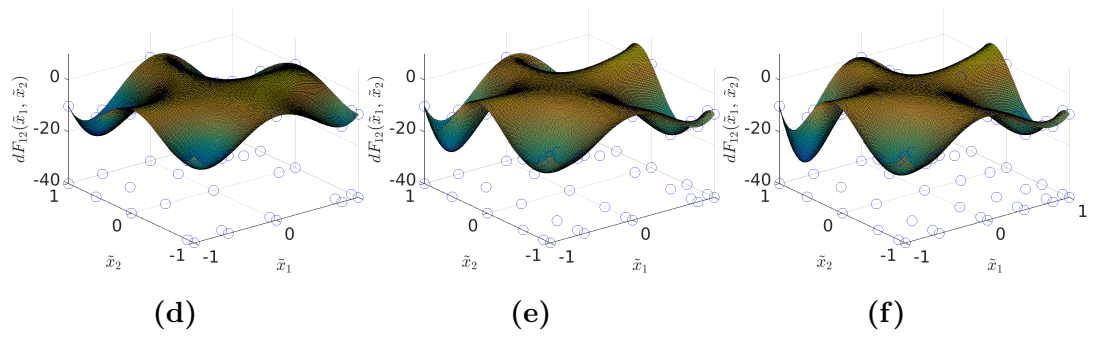 dF₁₂(x̃₁, x̃₂)
0
-20
-40
1
0
-1
x̃₂
-1
0
x̃₁
(d)
dF₁₂(x̃₁, x̃₂)
0
-20
-40
1
0
-1
x̃₂
-1
0
x̃₁
(e)
dF₁₂(x̃₁, x̃₂)
0
-20
-40
1
0
-1
x̃₂
-1
0
1
x̃₁
(f)